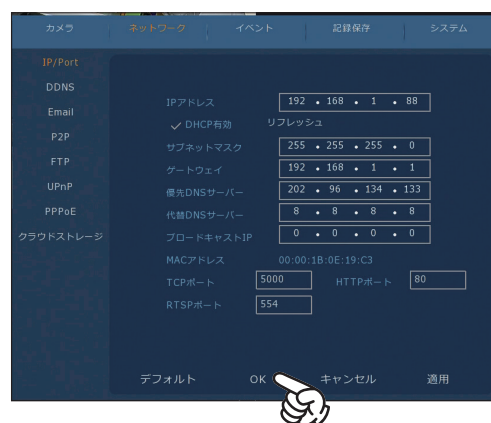 カメラ ネットワーク イベント 記録保存 システム
IP/Port
DDNS
Email
P2P
FTP
UPnP
PPPoE
クラウドストレージ
IPアドレス 192 . 168 . 1 . 88
✓ DHCP有効 リフレッシュ
サブネットマスク 255 . 255 . 255 . 0
ゲートウェイ 192 . 168 . 1 . 1
優先DNSサーバー 202 . 96 . 134 . 133
代替DNSサーバー 8 . 8 . 8 . 8
ブロードキャストIP 0 . 0 . 0 . 0
MACアドレス 00:00:1B:0E:19:C3
TCPポート 5000 HTTPポート 80
RTSPポート 554
デフォルト OK キャンセル 適用